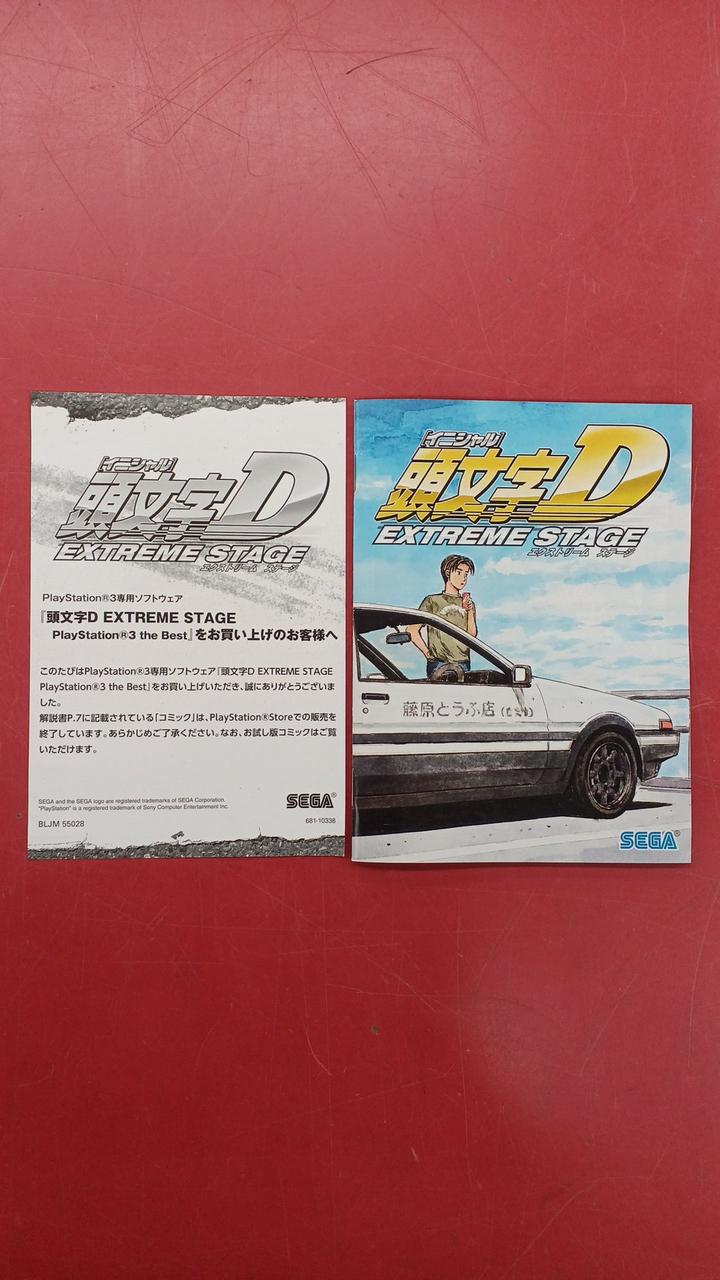 [イニシャル]
頭文字D
EXTREME STAGE
エクストリーム ステージ
PlayStation®3専用ソフトウェア
『頭文字D EXTREME STAGE
PlayStation®3 the Best』をお買い上げのお客様へ
このたびはPlayStation®3専用ソフトウェア『頭文字D EXTREME STAGE
PlayStation®3 the Best』をお買い上げいただき、誠にありがとうございま
した。
解説書P.7に記載されている「コミック」は、PlayStation®Storeでの販売を
終了しています。あらかじめご了承ください。なお、お試し版コミックはご覧
いただけます。
SEGA and the SEGA logo are registered trademarks of SEGA Corporation.
"PlayStation" is a registered trademark of Sony Computer Entertainment Inc.
SEGA®
BLJM 55028
681-10338
[イニシャル]
頭文字D
EXTREME STAGE
エクストリーム ステージ
藤原とうふ店(自家用)
SEGA®